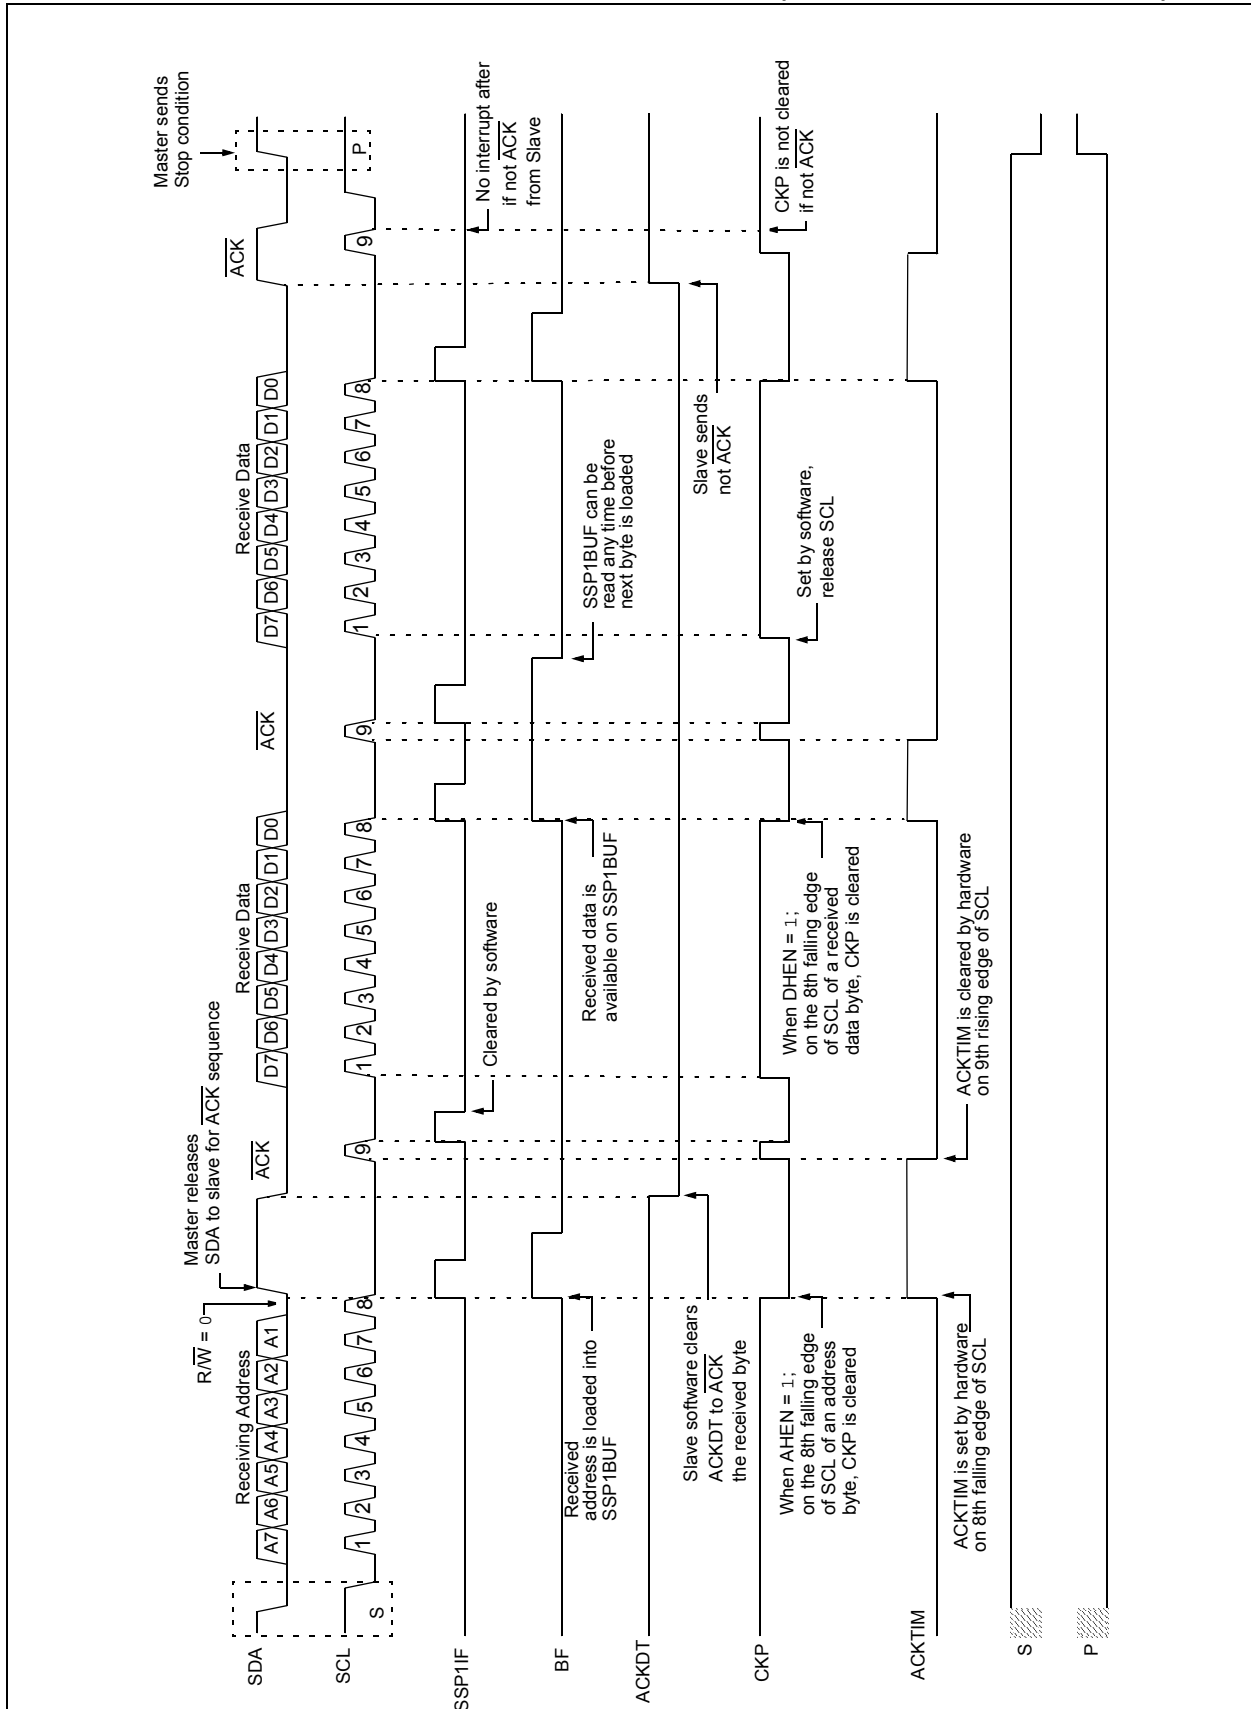 Master sends
Stop condition
Master releases
SDA to slave for ACK sequence
R/W = 0
Receiving Address
ACK
Receive Data
ACK
Receive Data
ACK
SDA
A7 A6 A5 A4 A3 A2 A1
D7 D6 D5 D4 D3 D2 D1 D0
D7 D6 D5 D4 D3 D2 D1 D0
SCL
S
1 2 3 4 5 6 7 8 9
1 2 3 4 5 6 7 8 9
1 2 3 4 5 6 7 8 9
P
SSP1IF
Cleared by software
No interrupt after
if not ACK
from Slave
BF
Received
address is loaded into
SSP1BUF
Received data is
available on SSP1BUF
SSP1BUF can be
read any time before
next byte is loaded
ACKDT
Slave software clears
ACKDT to ACK
the received byte
Slave sends
not ACK
CKP
When AHEN = 1;
on the 8th falling edge
of SCL of an address
byte, CKP is cleared
When DHEN = 1;
on the 8th falling edge
of SCL of a received
data byte, CKP is cleared
Set by software,
release SCL
CKP is not cleared
if not ACK
ACKTIM
ACKTIM is set by hardware
on 8th falling edge of SCL
ACKTIM is cleared by hardware
on 9th rising edge of SCL
S
P